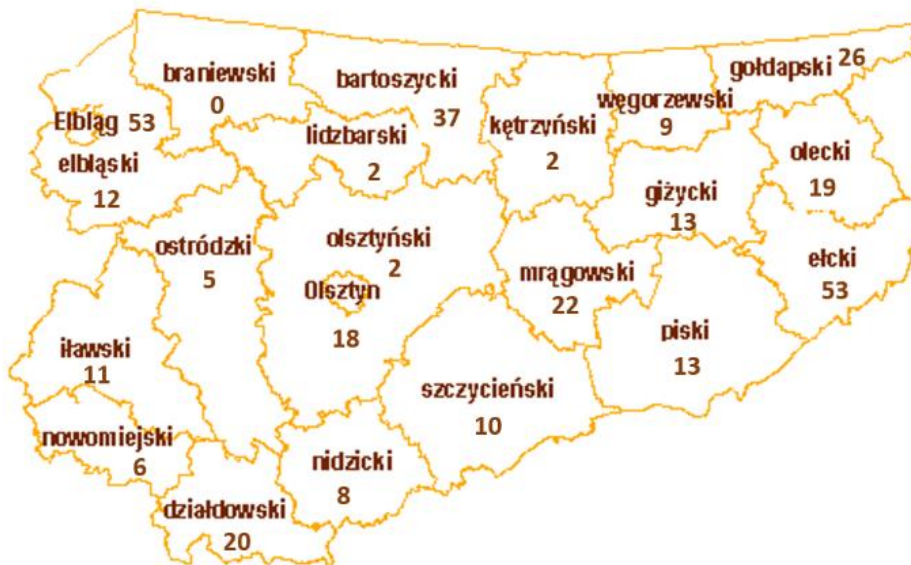 braniewski
0
bartoszycki
37
gołdapski 26
węgorzewski
9
Elbląg 53
elbląski
12
lidzbarski
2
kętrzyński
2
olecki
19
giżycki
13
ostródzki
5
olsztyński
2
Olsztyn
18
mrągowski
22
ełcki
53
iławski
11
piski
13
szczycieński
10
nowomiejski
6
nidzicki
8
działdowski
20